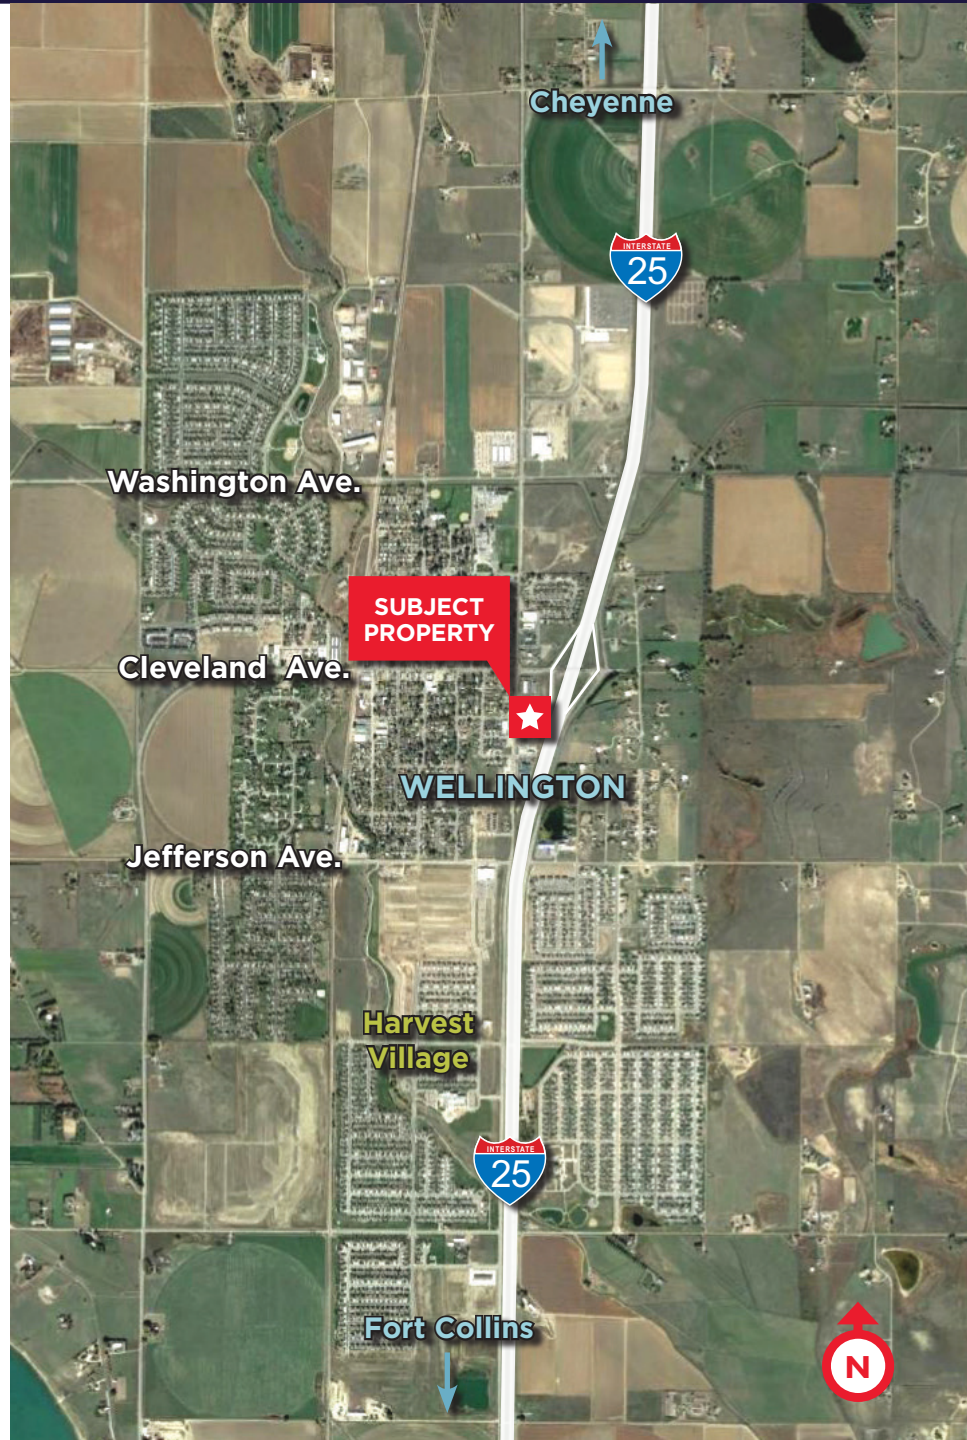 Cheyenne
INTERSTATE
25
Washington Ave.
SUBJECT
PROPERTY
Cleveland Ave.
WELLINGTON
Jefferson Ave.
Harvest
Village
INTERSTATE
25
Fort Collins
N